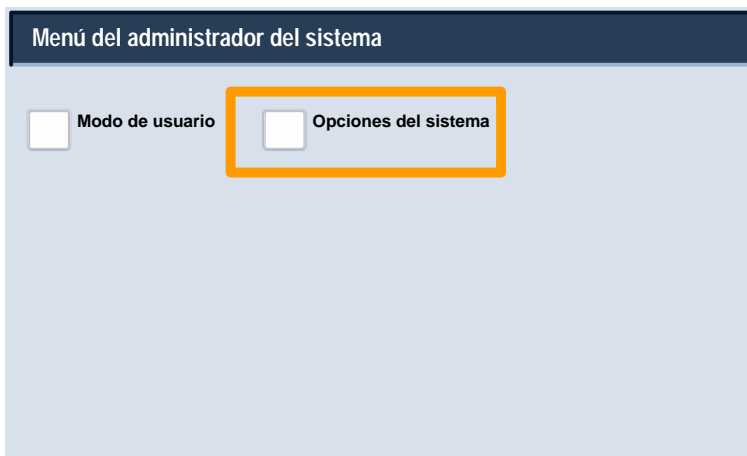 Menú del administrador del sistema
Modo de usuario
Opciones del sistema